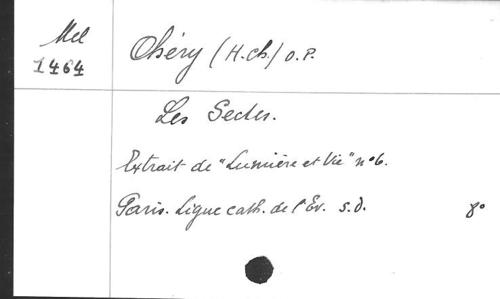 Mel
1464
Chéry (H.Ch.) O.P.
Les Sectes.
Extrait de "Lumière et Vie" n°6.
Paris. Ligue cath. de l'Ev. s.d. 8°